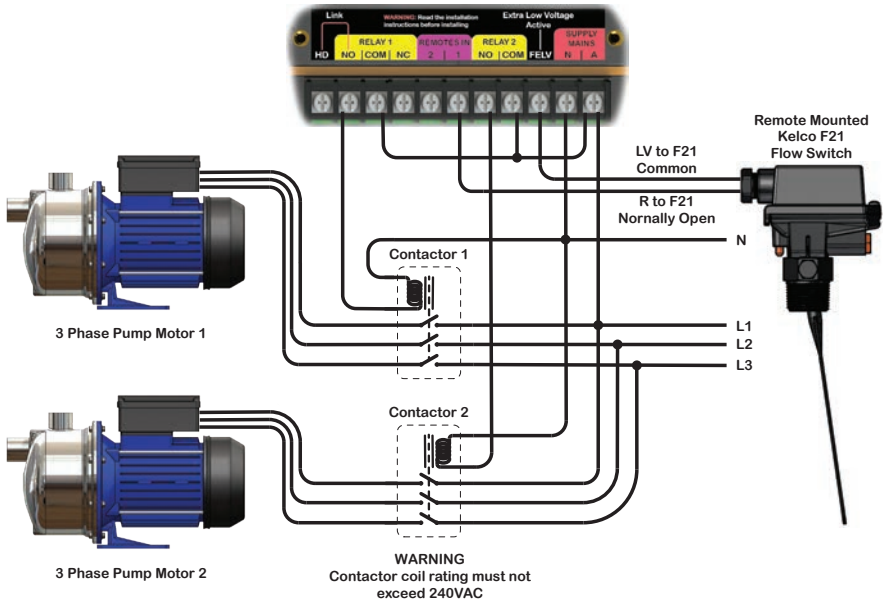 Link
WARNING: Read the installation
instructions before installing
Extra Low Voltage
Active
SUPPLY
MAINS
RELAY 1
REMOTES IN
RELAY 2
HD NO COM NC 2 1 NO COM FELV N A
Remote Mounted
Kelco F21
Flow Switch
LV to F21
Common
R to F21
Nornally Open
N
Contactor 1
L1
L2
L3
3 Phase Pump Motor 1
Contactor 2
3 Phase Pump Motor 2
WARNING
Contactor coil rating must not
exceed 240VAC